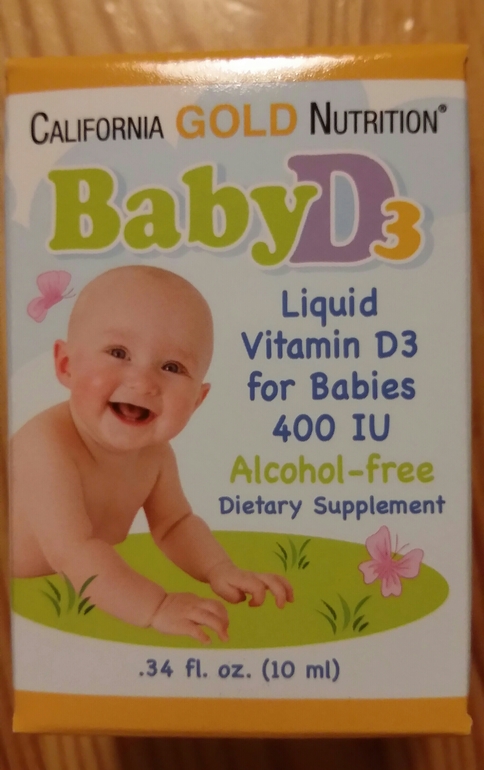 CALIFORNIA GOLD NUTRITION®
BabyD3
Liquid
Vitamin D3
for Babies
400 IU
Alcohol-free
Dietary Supplement
.34 fl. oz. (10 ml)